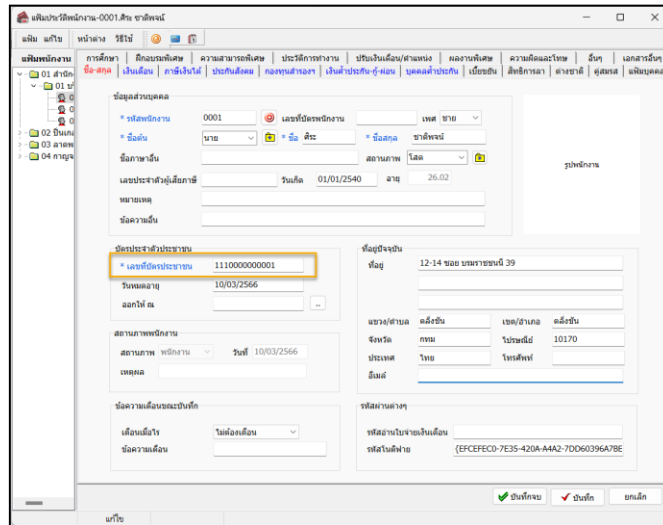 แฟ้มประวัติพนักงาน-0001.ศิระ ชาติพจน์
แฟ้ม แก้ไข หน้าต่าง วิธีใช้
แฟ้มพนักงาน
การศึกษา ฝึกอบรมพิเศษ ความสามารถพิเศษ ประวัติการทำงาน ปรับเงินเดือน/ตำแหน่ง ผลงานพิเศษ ความผิดและโทษ อื่นๆ เอกสารอื่นๆ
ชื่อ-สกุล เงินเดือน ภาษีเงินได้ ประกันสังคม กองทุนสำรอง เงินค้ำประกัน-กู้-ผ่อน บุคคลค้ำประกัน เบี้ยขยัน สิทธิการลา ต่างชาติ คู่สมรส แฟ้มบุคคล
01 สำนัก
01
02 ปิ่นเกล
03 ลาดพ
04 กาญจ
ข้อมูลส่วนบุคคล
* รหัสพนักงาน 0001 เลขที่บัตรพนักงาน เพศ ชาย
* ชื่อต้น นาย * ชื่อ ศิระ * ชื่อสกุล ชาติพจน์
ชื่อภาษาอื่น สถานภาพ โสด
เลขประจำตัวผู้เสียภาษี วันเกิด 01/01/2540 อายุ 26.02
หมายเหตุ
ข้อความอื่น
รูปพนักงาน
บัตรประจำตัวประชาชน
* เลขที่บัตรประชาชน 1110000000001
วันหมดอายุ 10/03/2566
ออกให้ ณ ..
ที่อยู่ปัจจุบัน
ที่อยู่ 12-14 ซอย บรมราชชนนี 39
แขวง/ตำบล ตลิ่งชัน เขต/อำเภอ ตลิ่งชัน
จังหวัด กทม ไปรษณีย์ 10170
ประเทศ ไทย โทรศัพท์
อีเมล์
สถานภาพพนักงาน
สถานภาพ พนักงาน วันที่ 10/03/2566
เหตุผล
ข้อความเตือนขณะบันทึก
เตือนเมื่อไร ไม่ต้องเตือน
ข้อความเตือน
รหัสผ่านต่างๆ
รหัสอ่านใบจ่ายเงินเดือน
รหัสโนติฟาย {EFCEFEC0-7E35-420A-A4A2-7DD60396A7BE
บันทึกจบ บันทึก ยกเลิก
แก้ไข